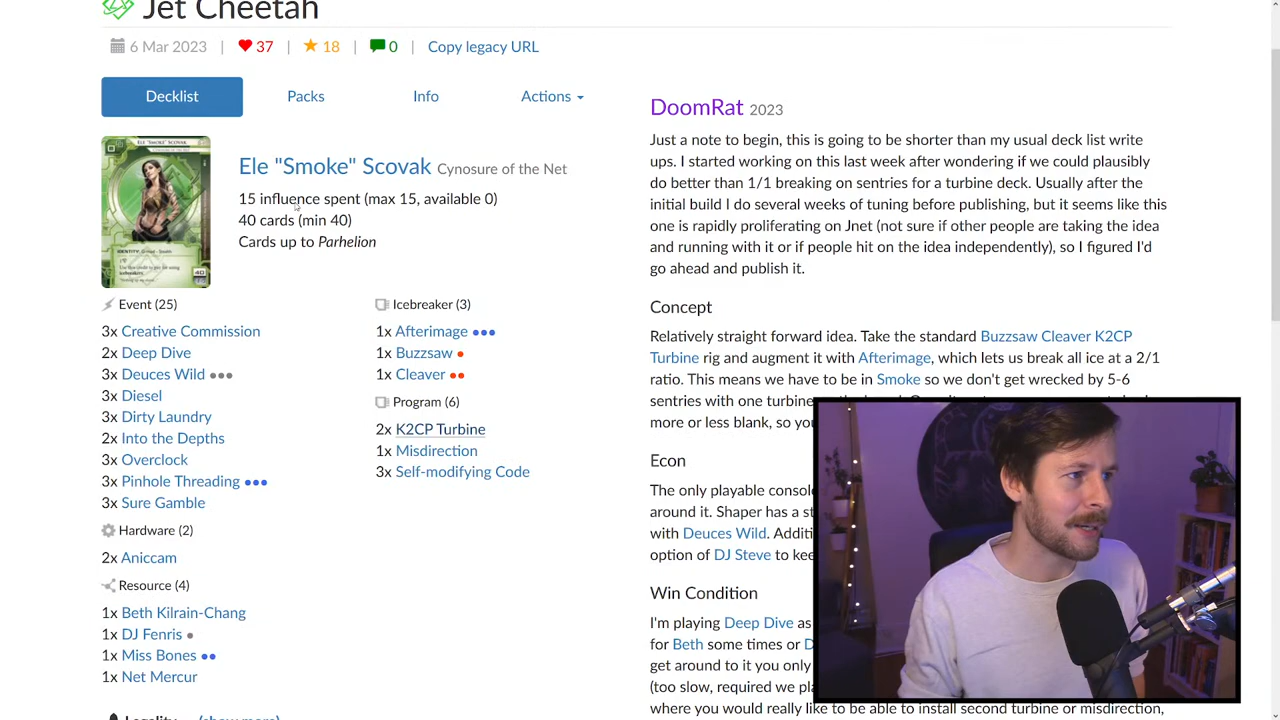 Jet Cheetah
6 Mar 2023 | 37 | 18 | 0 | Copy legacy URL
Decklist Packs Info Actions
Ele "Smoke" Scovak Cynosure of the Net
15 influence spent (max 15, available 0)
40 cards (min 40)
Cards up to Parhelion
Event (25)
3x Creative Commission
2x Deep Dive
3x Deuces Wild
3x Diesel
3x Dirty Laundry
2x Into the Depths
3x Overclock
3x Pinhole Threading
3x Sure Gamble
Hardware (2)
2x Aniccam
Resource (4)
1x Beth Kilrain-Chang
1x DJ Fenris
1x Miss Bones
1x Net Mercur
Icebreaker (3)
1x Afterimage
1x Buzzsaw
1x Cleaver
Program (6)
2x K2CP Turbine
1x Misdirection
3x Self-modifying Code
DoomRat 2023
Just a note to begin, this is going to be shorter than my usual deck list write
ups. I started working on this last week after wondering if we could plausibly
do better than 1/1 breaking on sentries for a turbine deck. Usually after the
initial build I do several weeks of tuning before publishing, but it seems like this
one is rapidly proliferating on Jnet (not sure if other people are taking the idea
and running with it or if people hit on the idea independently), so I figured I'd
go ahead and publish it.
Concept
Relatively straight forward idea. Take the standard Buzzsaw Cleaver K2CP
Turbine rig and augment it with Afterimage, which lets us break all ice at a 2/1
ratio. This means we have to be in Smoke so we don't get wrecked by 5-6
sentries with one turbine
more or less blank, so
Econ
The only playable console
around it. Shaper has a
with Deuces Wild.
option of DJ Steve to
Win Condition
I'm playing Deep Dive as
for Beth some times or
get around to it you only
(too slow, required we
where you would really like to be able to install second turbine or misdirection,